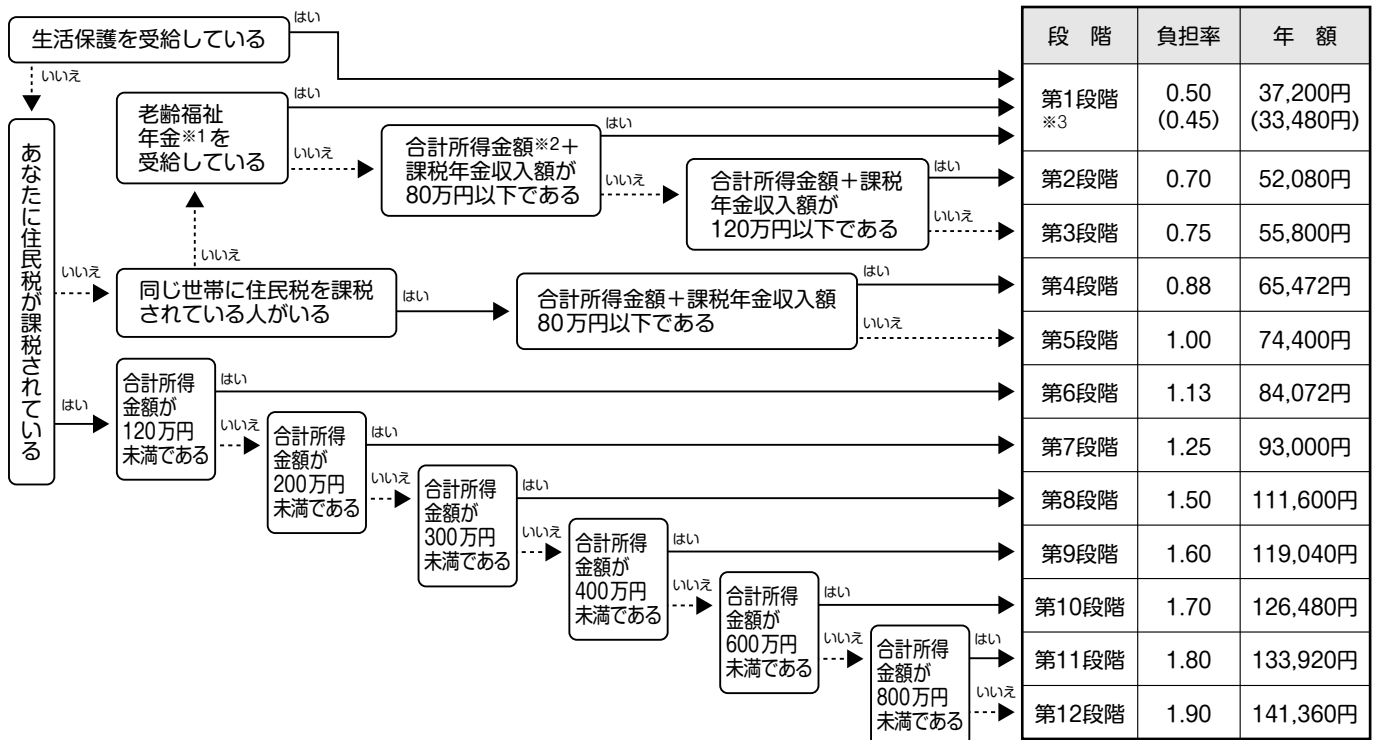 生活保護を受給している
はい
いいえ
あなたに住民税が課税されている
いいえ
はい
老齢福祉
年金※1を
受給している
はい
いいえ
合計所得金額※2＋
課税年金収入額が
80万円以下である
はい
いいえ
合計所得金額＋課税
年金収入額が
120万円以下である
はい
いいえ
いいえ
同じ世帯に住民税を課税
されている人がいる
はい
合計所得金額＋課税年金収入額
80万円以下である
はい
いいえ
合計所得
金額が
120万円
未満である
はい
いいえ
合計所得
金額が
200万円
未満である
はい
いいえ
合計所得
金額が
300万円
未満である
はい
いいえ
合計所得
金額が
400万円
未満である
はい
いいえ
合計所得
金額が
600万円
未満である
はい
いいえ
合計所得
金額が
800万円
未満である
はい
いいえ
段　階 負担率 年　額
第1段階 0.50 37,200円
※3 (0.45) (33,480円)
第2段階 0.70 52,080円
第3段階 0.75 55,800円
第4段階 0.88 65,472円
第5段階 1.00 74,400円
第6段階 1.13 84,072円
第7段階 1.25 93,000円
第8段階 1.50 111,600円
第9段階 1.60 119,040円
第10段階 1.70 126,480円
第11段階 1.80 133,920円
第12段階 1.90 141,360円